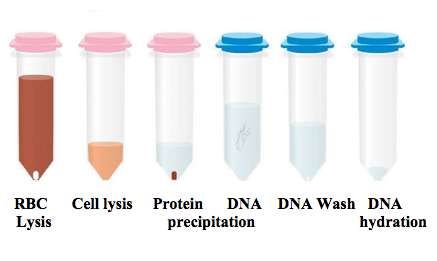 RBC Cell lysis Protein DNA DNA Wash DNA
Lysis precipitation hydration